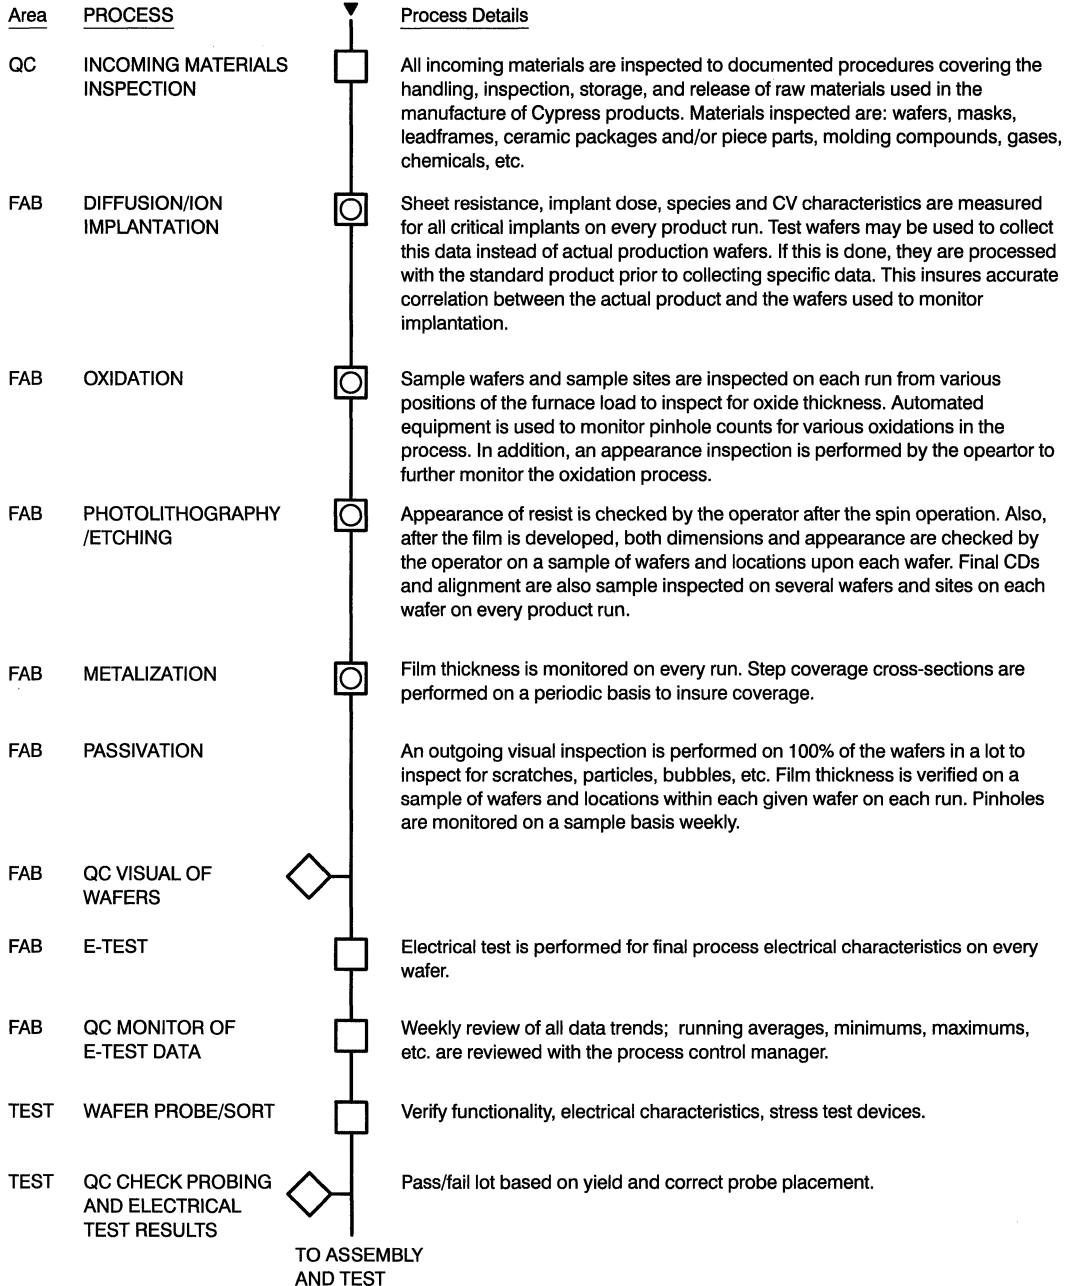 Area PROCESS Process Details
QC INCOMING MATERIALS INSPECTION
All incoming materials are inspected to documented procedures covering the
handling, inspection, storage, and release of raw materials used in the
manufacture of Cypress products. Materials inspected are: wafers, masks,
leadframes, ceramic packages and/or piece parts, molding compounds, gases,
chemicals, etc.
FAB DIFFUSION/ION
IMPLANTATION
Sheet resistance, implant dose, species and CV characteristics are measured
for all critical implants on every product run. Test wafers may be used to collect
this data instead of actual production wafers. If this is done, they are processed
with the standard product prior to collecting specific data. This insures accurate
correlation between the actual product and the wafers used to monitor
implantation.
FAB OXIDATION
Sample wafers and sample sites are inspected on each run from various
positions of the furnace load to inspect for oxide thickness. Automated
equipment is used to monitor pinhole counts for various oxidations in the
process. In addition, an appearance inspection is performed by the opeartor to
further monitor the oxidation process.
FAB PHOTOLITHOGRAPHY
/ETCHING
Appearance of resist is checked by the operator after the spin operation. Also,
after the film is developed, both dimensions and appearance are checked by
the operator on a sample of wafers and locations upon each wafer. Final CDs
and alignment are also sample inspected on several wafers and sites on each
wafer on every product run.
FAB METALIZATION
Film thickness is monitored on every run. Step coverage cross-sections are
performed on a periodic basis to insure coverage.
FAB PASSIVATION
An outgoing visual inspection is performed on 100% of the wafers in a lot to
inspect for scratches, particles, bubbles, etc. Film thickness is verified on a
sample of wafers and locations within each given wafer on each run. Pinholes
are monitored on a sample basis weekly.
FAB QC VISUAL OF
WAFERS
FAB E-TEST
Electrical test is performed for final process electrical characteristics on every
wafer.
FAB QC MONITOR OF
E-TEST DATA
Weekly review of all data trends; running averages, minimums, maximums,
etc. are reviewed with the process control manager.
TEST WAFER PROBE/SORT
Verify functionality, electrical characteristics, stress test devices.
TEST QC CHECK PROBING
AND ELECTRICAL
TEST RESULTS
Pass/fail lot based on yield and correct probe placement.
TO ASSEMBLY
AND TEST